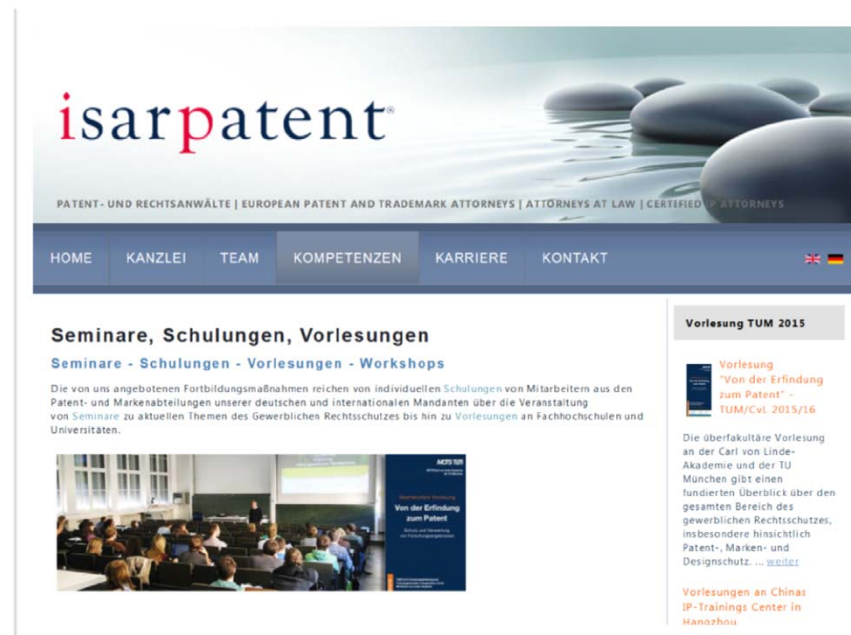 isarpatent®
PATENT- UND RECHTSANWÄLTE | EUROPEAN PATENT AND TRADEMARK ATTORNEYS | ATTORNEYS AT LAW | CERTIFIED IP ATTORNEYS
HOME KANZLEI TEAM KOMPETENZEN KARRIERE KONTAKT
Seminare, Schulungen, Vorlesungen
Seminare - Schulungen - Vorlesungen - Workshops
Die von uns angebotenen Fortbildungsmaßnahmen reichen von individuellen Schulungen von Mitarbeitern aus den
Patent- und Markenabteilungen unserer deutschen und internationalen Mandanten über die Veranstaltung
von Seminare zu aktuellen Themen des Gewerblichen Rechtsschutzes bis hin zu Vorlesungen an Fachhochschulen und
Universitäten.
Von der Erfindung
zum Patent
Schutz und Verwertung
von Forschungsergebnissen
Vorlesung TUM 2015
Vorlesung
"Von der Erfindung
zum Patent" -
TUM/CvL 2015/16
Die überfakultäre Vorlesung
an der Carl von Linde-
Akademie und der TU
München gibt einen
fundierten Überblick über den
gesamten Bereich des
gewerblichen Rechtsschutzes,
insbesondere hinsichtlich
Patent-, Marken- und
Designschutz. ... weiter
Vorlesungen an Chinas
IP-Trainings Center in
Hangzhou